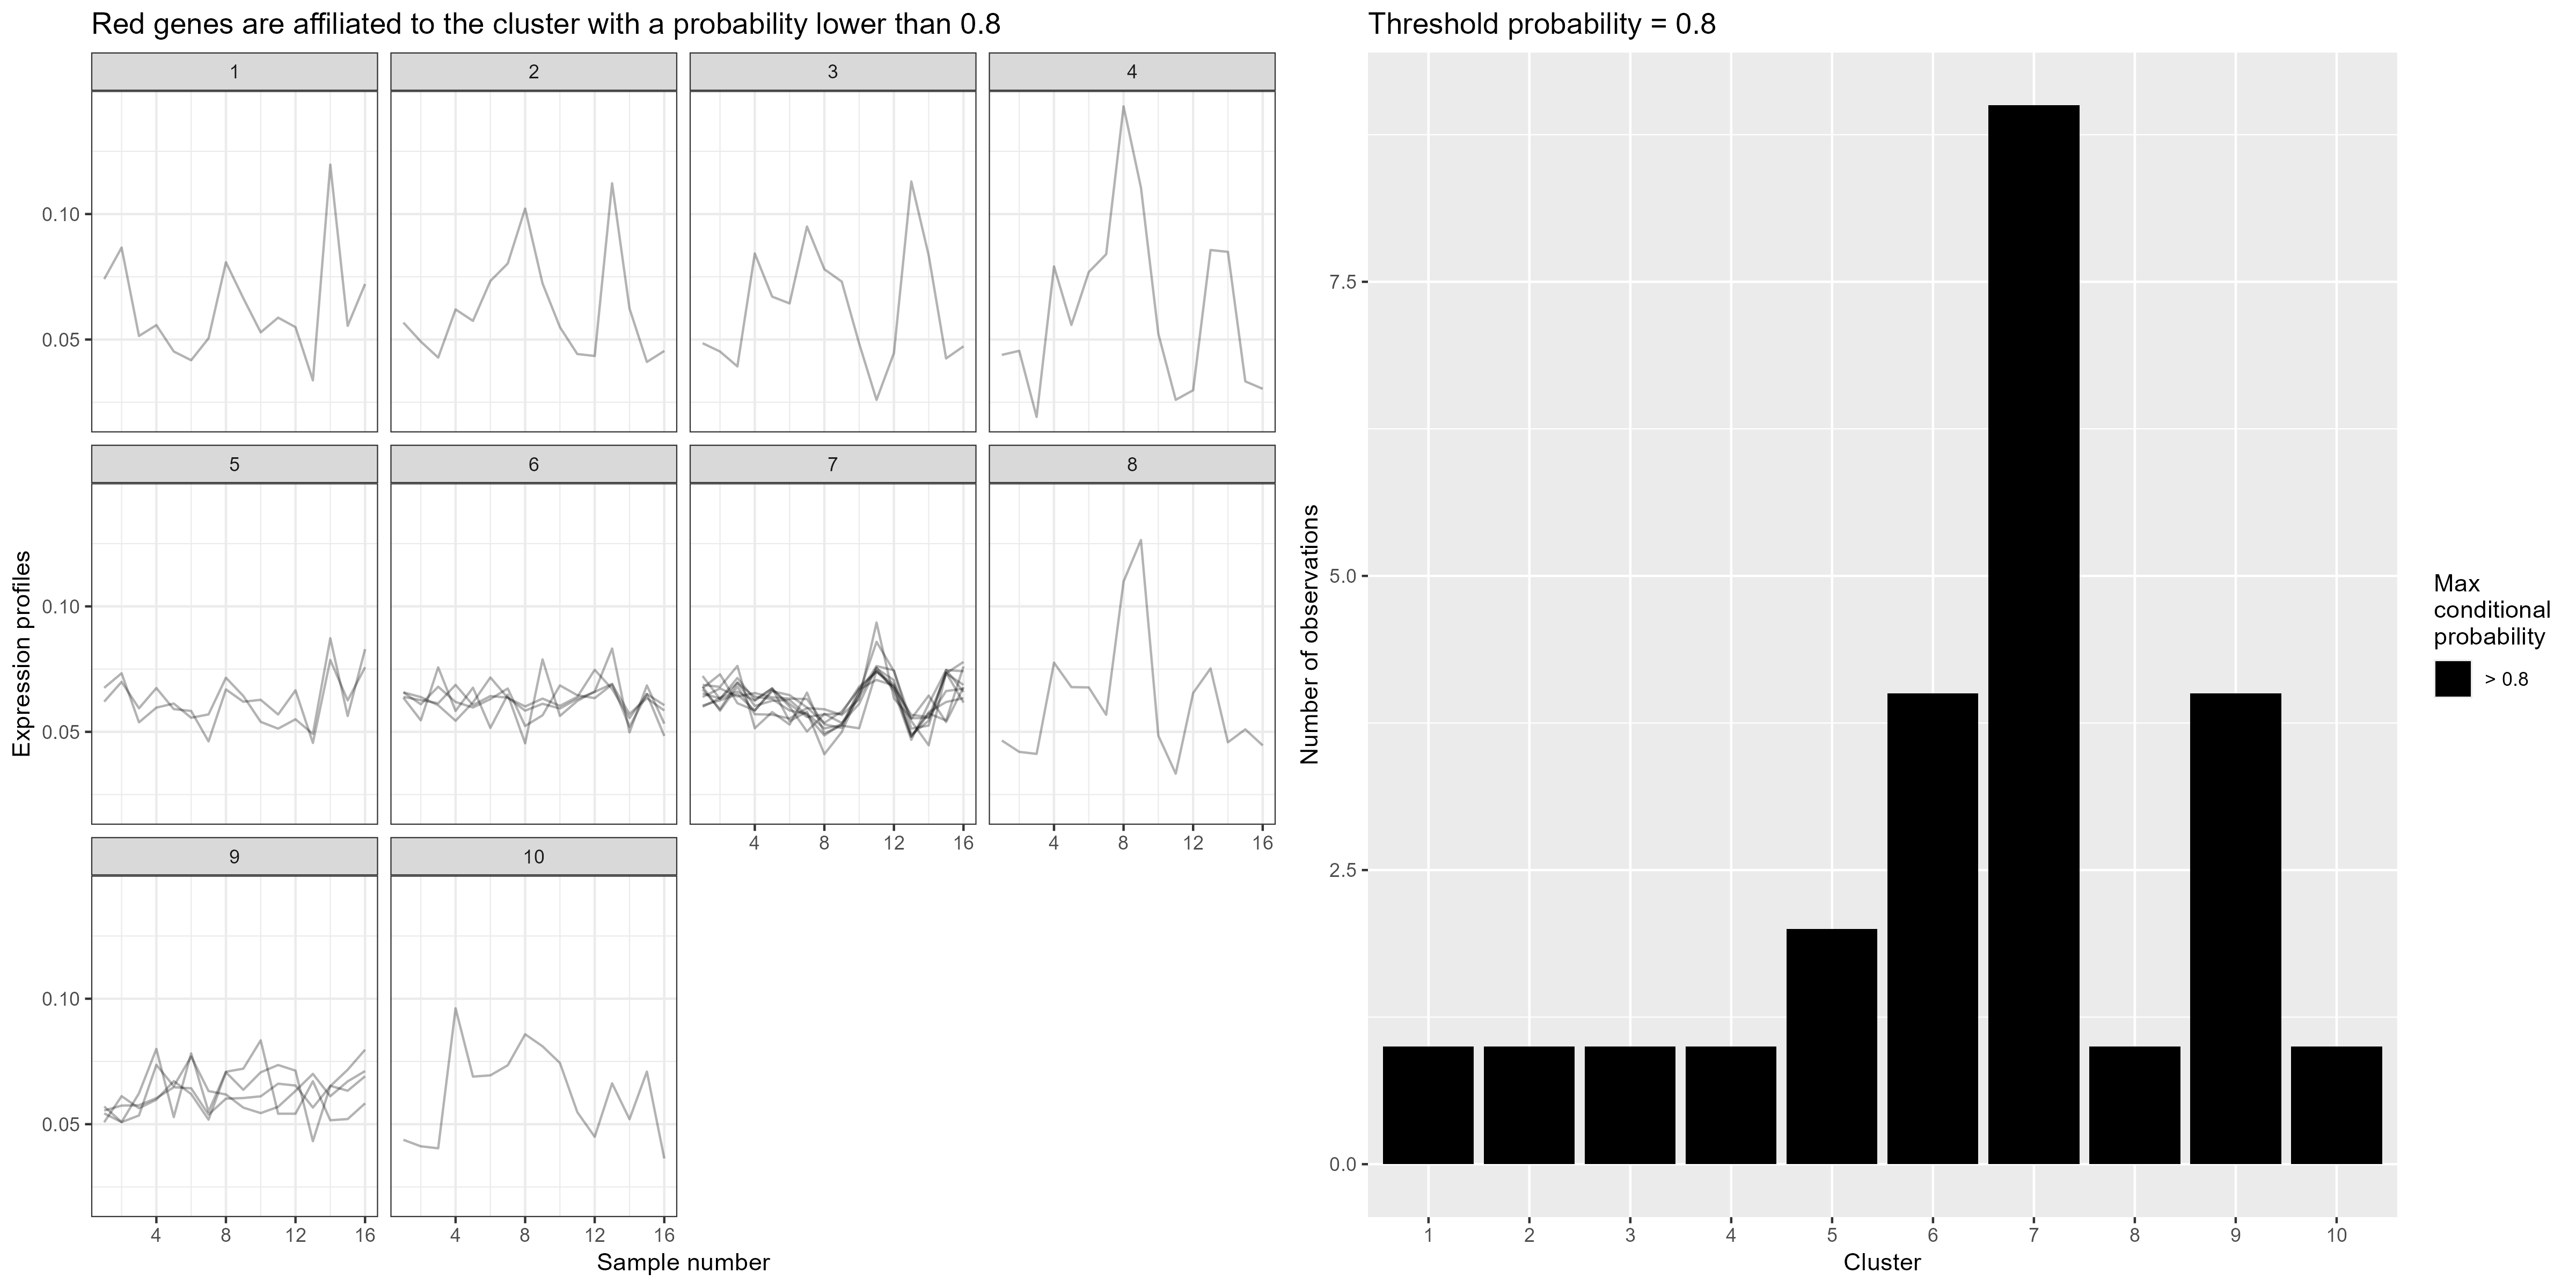 Red genes are affiliated to the cluster with a probability lower than 0.8
1 2 3 4
0.10
0.05
5 6 7 8
0.10
0.05
4 8 12 16 4 8 12 16
9 10
0.10
0.05
4 8 12 16 4 8 12 16
Expression profiles
Sample number
Threshold probability = 0.8
7.5
5.0
2.5
0.0
Number of observations
1 2 3 4 5 6 7 8 9 10
Cluster
Max
conditional
probability
> 0.8